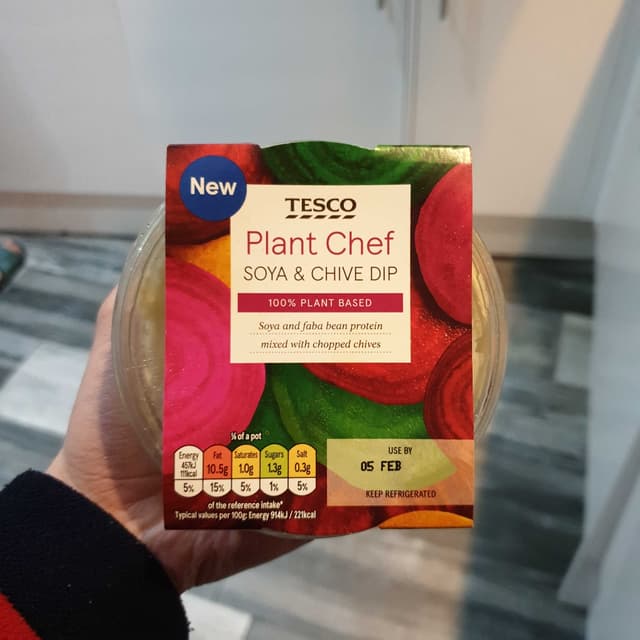 New
TESCO
Plant Chef
SOYA & CHIVE DIP
100% PLANT BASED
Soya and faba bean protein
mixed with chopped chives
¼ of a pot
Energy Fat Saturates Sugars Salt
457kJ
111kcal 10.5g 1.0g 1.3g 0.3g
5% 15% 5% 1% 5%
of the reference intake*
Typical values per 100g: Energy 914kJ / 221kcal
USE BY
05 FEB
KEEP REFRIGERATED